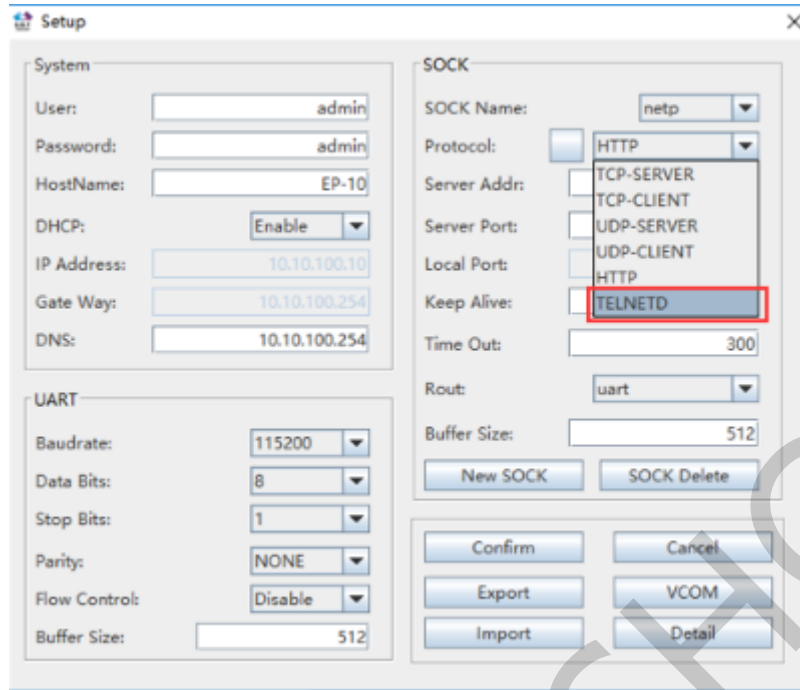 Setup
System
User: admin
Password: admin
HostName: EP-10
DHCP: Enable
IP Address: 10.10.100.10
Gate Way: 10.10.100.254
DNS: 10.10.100.254
UART
Baudrate: 115200
Data Bits: 8
Stop Bits: 1
Parity: NONE
Flow Control: Disable
Buffer Size: 512
SOCK
SOCK Name: netp
Protocol: HTTP
TCP-SERVER
TCP-CLIENT
UDP-SERVER
UDP-CLIENT
HTTP
TELNETD
Server Addr:
Server Port:
Local Port:
Keep Alive:
Time Out: 300
Rout: uart
Buffer Size: 512
New SOCK SOCK Delete
Confirm Cancel
Export VCOM
Import Detail